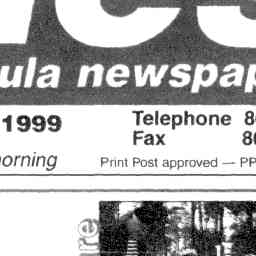 ula newspap
1999 Telephone 8
Fax 8
orning Print Post approved — PP